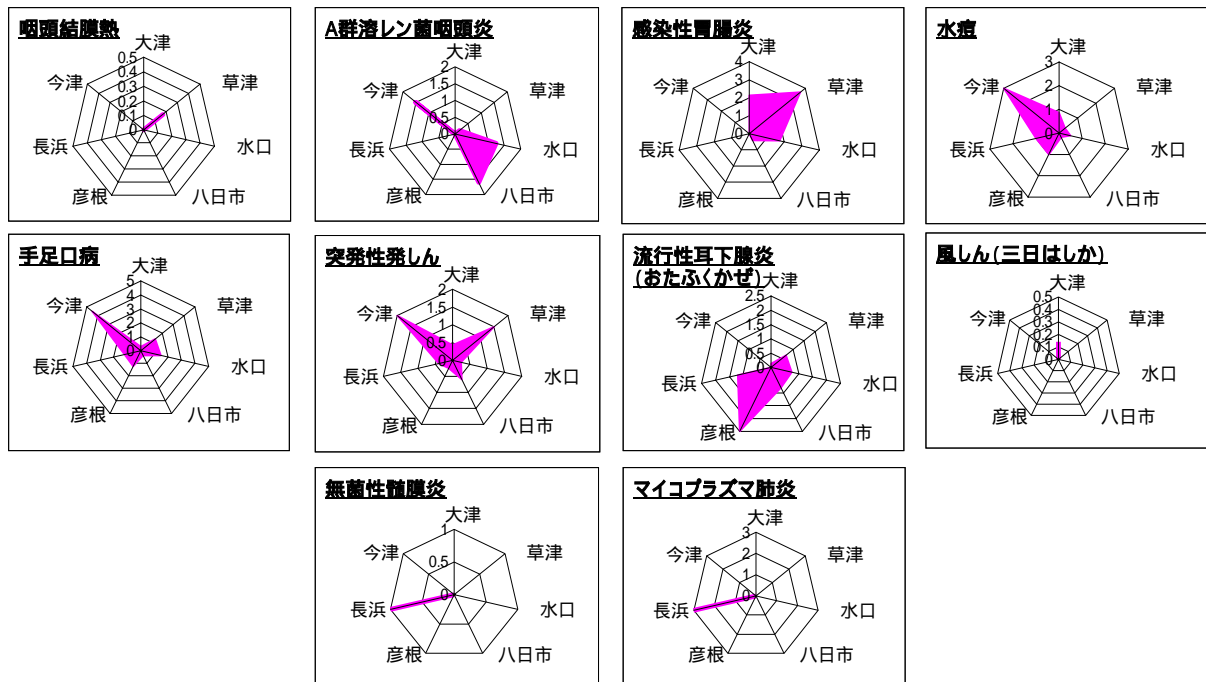 咽頭結膜熱
大津
0.5
0.4
0.3
0.2
0.1
0
草津
水口
八日市
彦根
長浜
今津
A群溶レン菌咽頭炎
大津
2
1.5
1
0.5
0
草津
水口
八日市
彦根
長浜
今津
感染性胃腸炎
大津
4
3
2
1
0
草津
水口
八日市
彦根
長浜
今津
水痘
大津
3
2
1
0
草津
水口
八日市
彦根
長浜
今津
手足口病
大津
5
4
3
2
1
0
草津
水口
八日市
彦根
長浜
今津
突発性発しん
大津
2
1.5
1
0.5
0
草津
水口
八日市
彦根
長浜
今津
流行性耳下腺炎
(おたふくかぜ)
大津
2.5
2
1.5
1
0.5
0
草津
水口
八日市
彦根
長浜
今津
風しん(三日はしか)
大津
0.5
0.4
0.3
0.2
0.1
0
草津
水口
八日市
彦根
長浜
今津
無菌性髄膜炎
大津
1
0.5
0
草津
水口
八日市
彦根
長浜
今津
マイコプラズマ肺炎
大津
3
2
1
0
草津
水口
八日市
彦根
長浜
今津